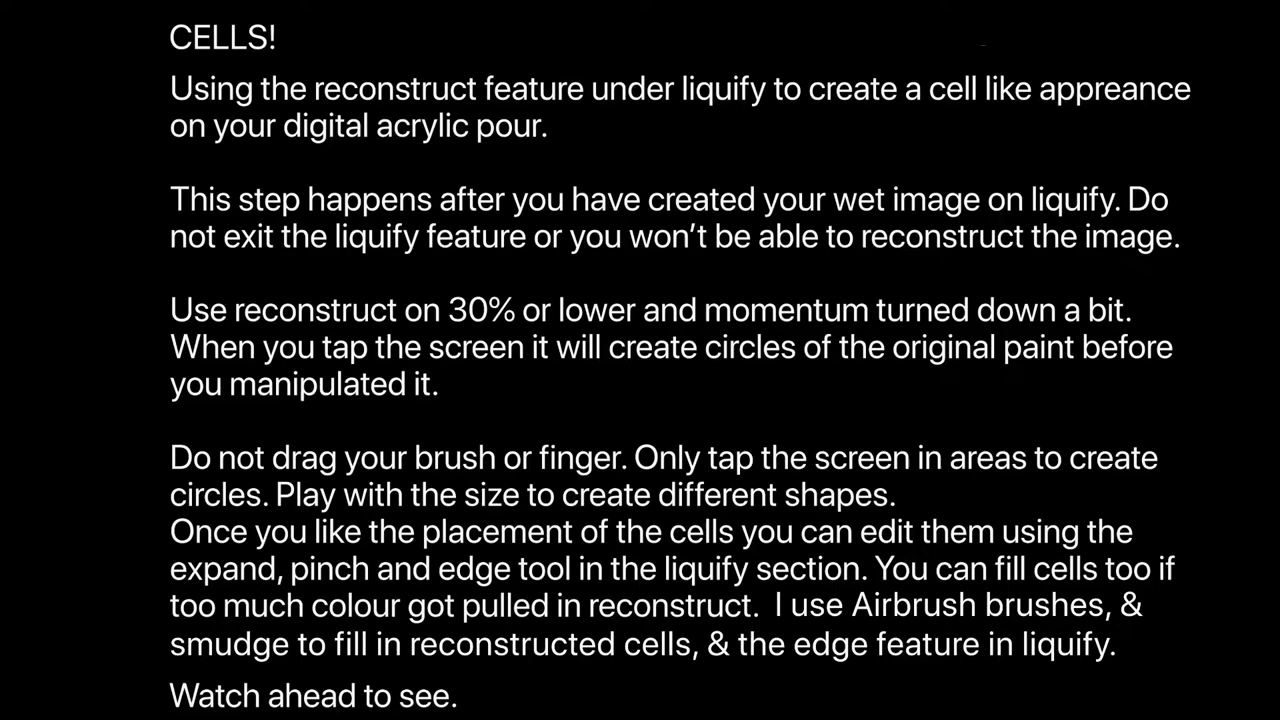 CELLS!
Using the reconstruct feature under liquify to create a cell like appreance
on your digital acrylic pour.
This step happens after you have created your wet image on liquify. Do
not exit the liquify feature or you won’t be able to reconstruct the image.
Use reconstruct on 30% or lower and momentum turned down a bit.
When you tap the screen it will create circles of the original paint before
you manipulated it.
Do not drag your brush or finger. Only tap the screen in areas to create
circles. Play with the size to create different shapes.
Once you like the placement of the cells you can edit them using the
expand, pinch and edge tool in the liquify section. You can fill cells too if
too much colour got pulled in reconstruct. I use Airbrush brushes, &
smudge to fill in reconstructed cells, & the edge feature in liquify.
Watch ahead to see.